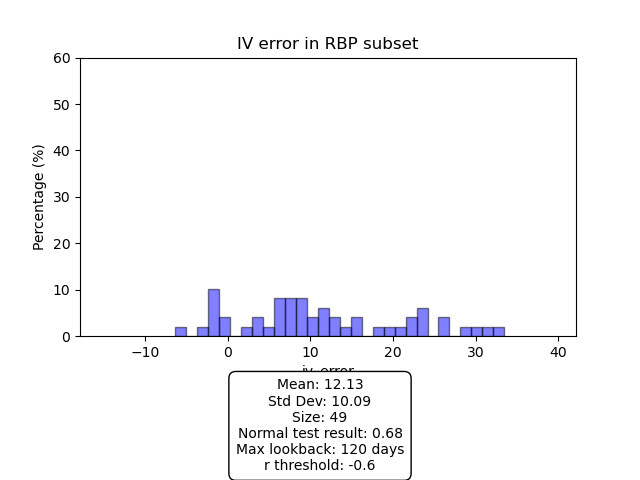 IV error in RBP subset
Percentage (%)
60
50
40
30
20
10
0
−10 0 10 20 30 40
iv_error
Mean: 12.13
Std Dev: 10.09
Size: 49
Normal test result: 0.68
Max lookback: 120 days
r threshold: -0.6